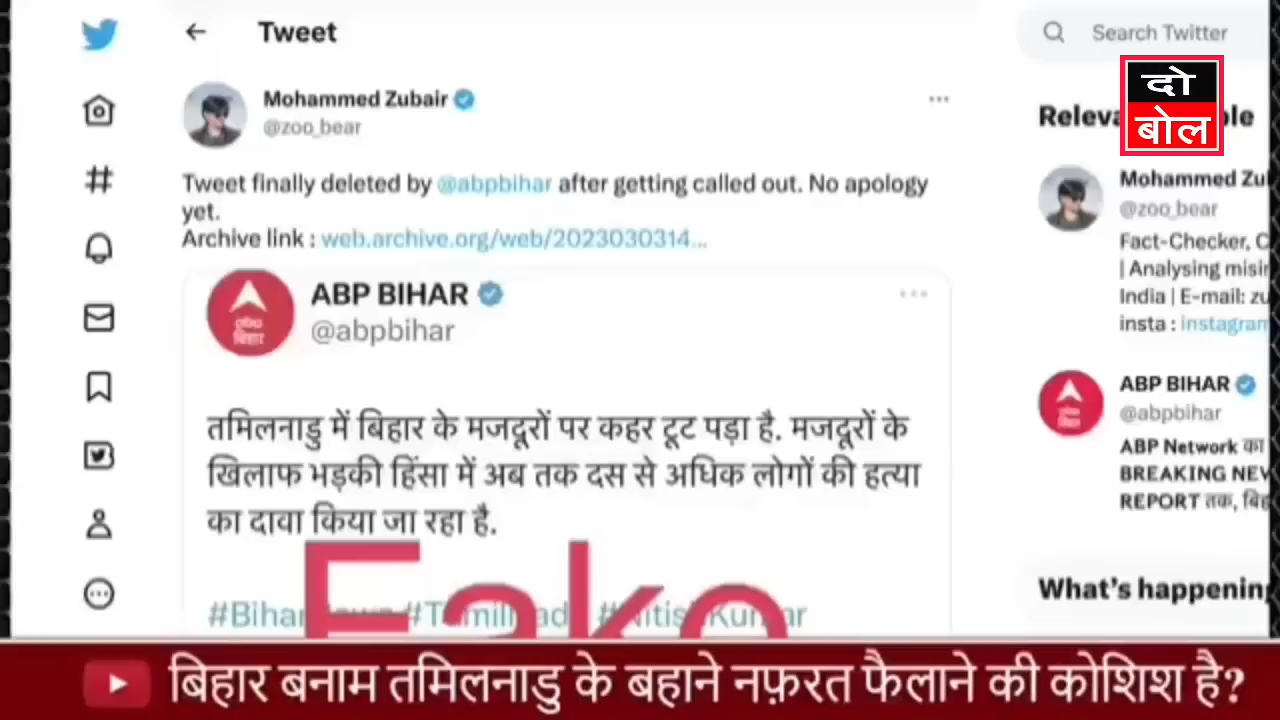 Tweet
Search Twitter
दो
बोल
Mohammed Zubair
@zoo_bear
Tweet finally deleted by @abpbihar after getting called out. No apology
yet.
Archive link : web.archive.org/web/2023030314...
ABP BIHAR
@abpbihar
तमिलनाडु में बिहार के मजदूरों पर कहर टूट पड़ा है. मजदूरों के
खिलाफ भड़की हिंसा में अब तक दस से अधिक लोगों की हत्या
का दावा किया जा रहा है.
Fake
Mohammed Zu
@zoo_bear
Fact-Checker, C
| Analysing misin
India | E-mail: zu
insta : instagram
ABP BIHAR
@abpbihar
ABP Network का
BREAKING NEW
REPORT तक, बिह
What's happening
बिहार बनाम तमिलनाडु के बहाने नफ़रत फैलाने की कोशिश है?